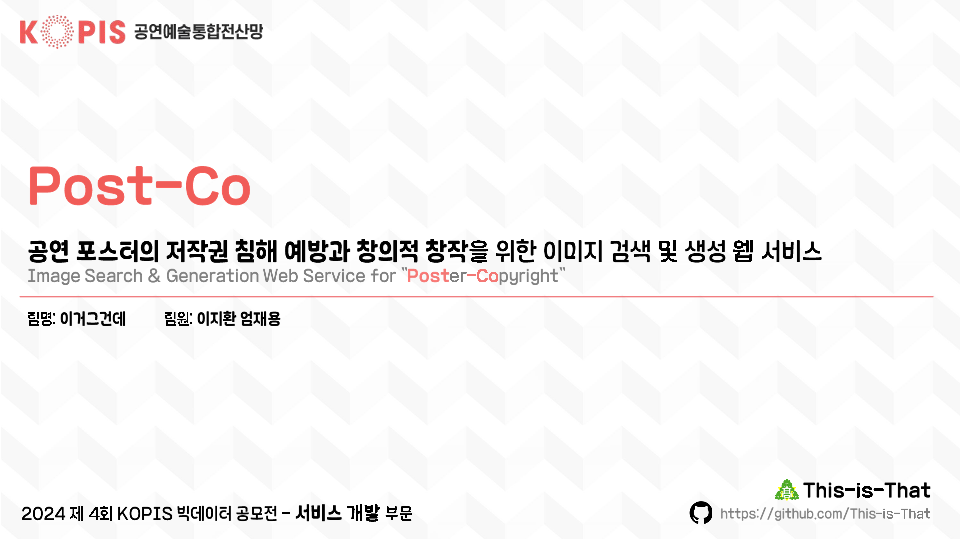 KOPIS 공연예술통합전산망
Post-Co
공연 포스터의 저작권 침해 예방과 창의적 창작을 위한 이미지 검색 및 생성 웹 서비스
Image Search & Generation Web Service for "Poster-Copyright"
팀명: 이거그건데 팀원: 이지환 엄재용
This-is-That
2024 제 4회 KOPIS 빅데이터 공모전 - 서비스 개발 부문
https://github.com/This-is-That